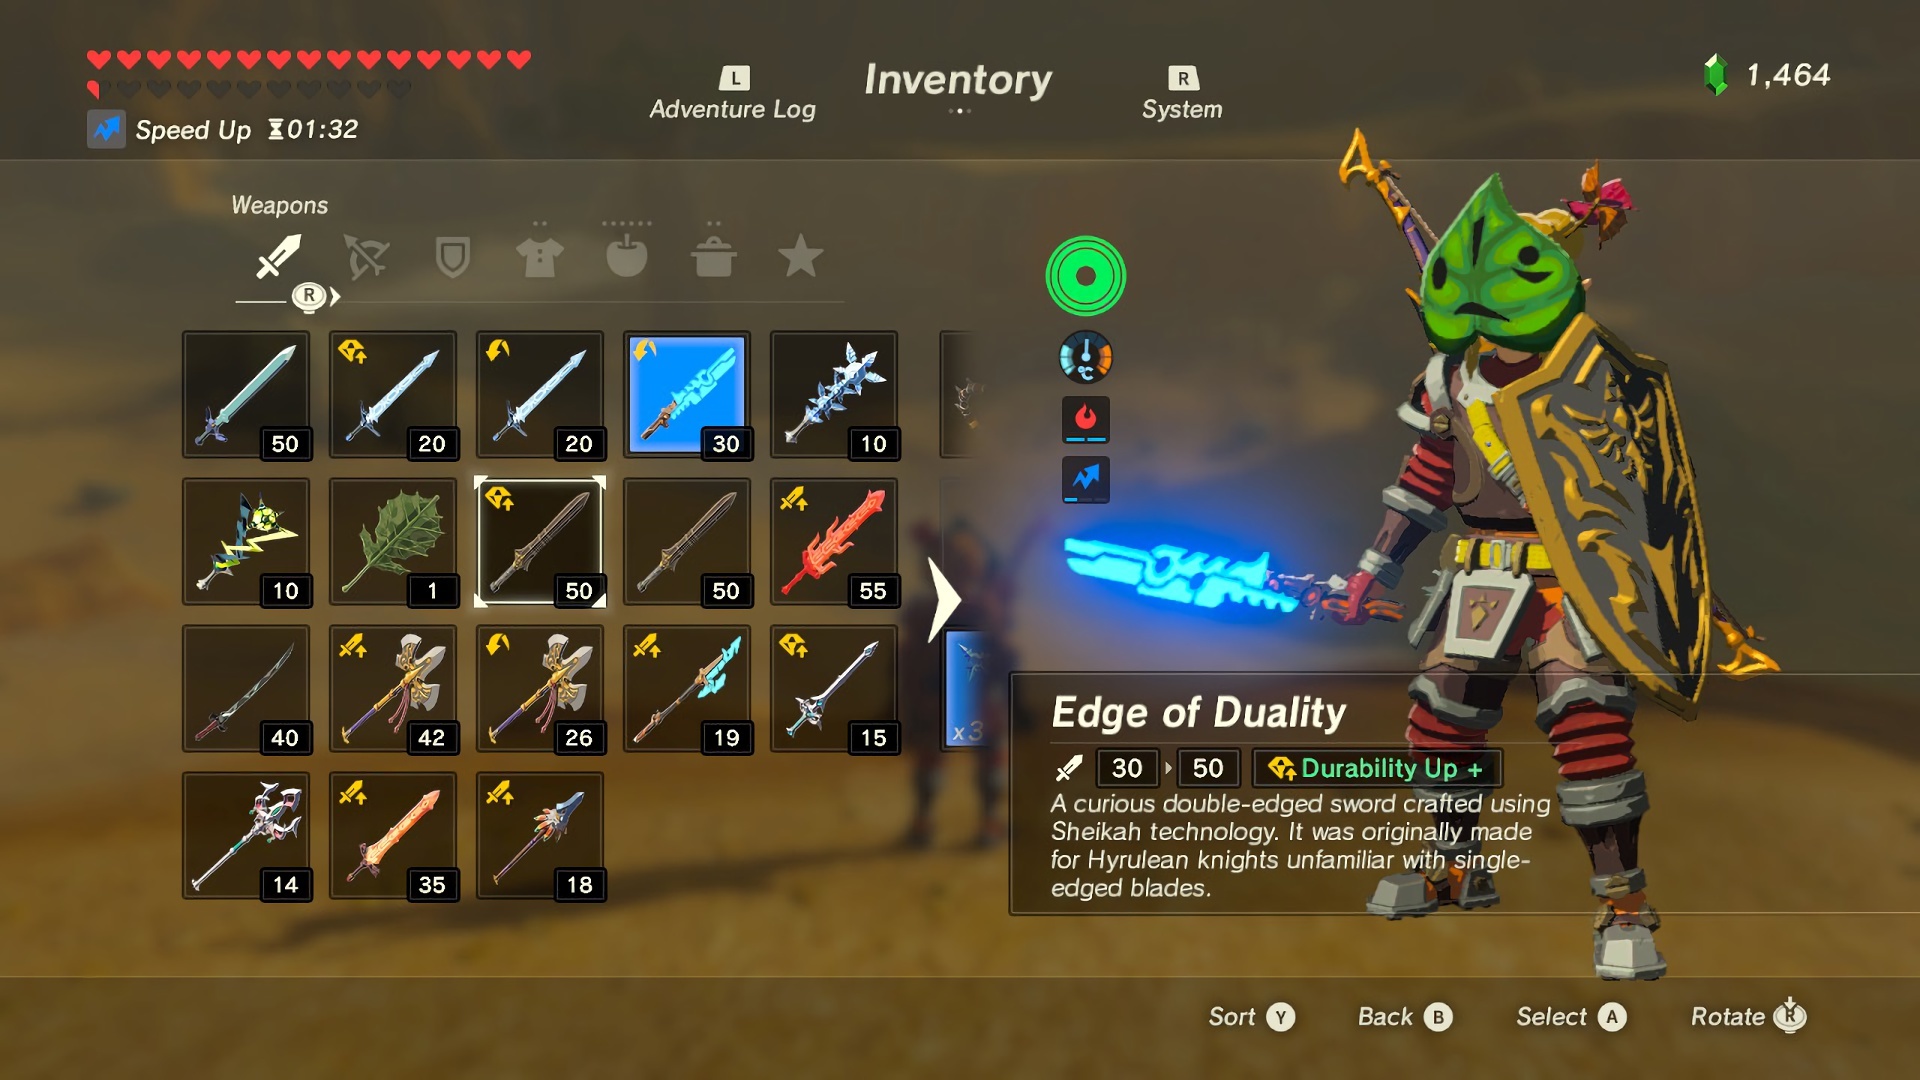 L
Adventure Log
Inventory
R
System
1,464
Speed Up 01:32
Weapons
R
50
20
20
30
10
10
1
50
50
55
40
42
26
19
15
x3
14
35
18
°C
Edge of Duality
30 50 Durability Up +
A curious double-edged sword crafted using
Sheikah technology. It was originally made
for Hyrulean knights unfamiliar with single-
edged blades.
Sort Y
Back B
Select A
Rotate R